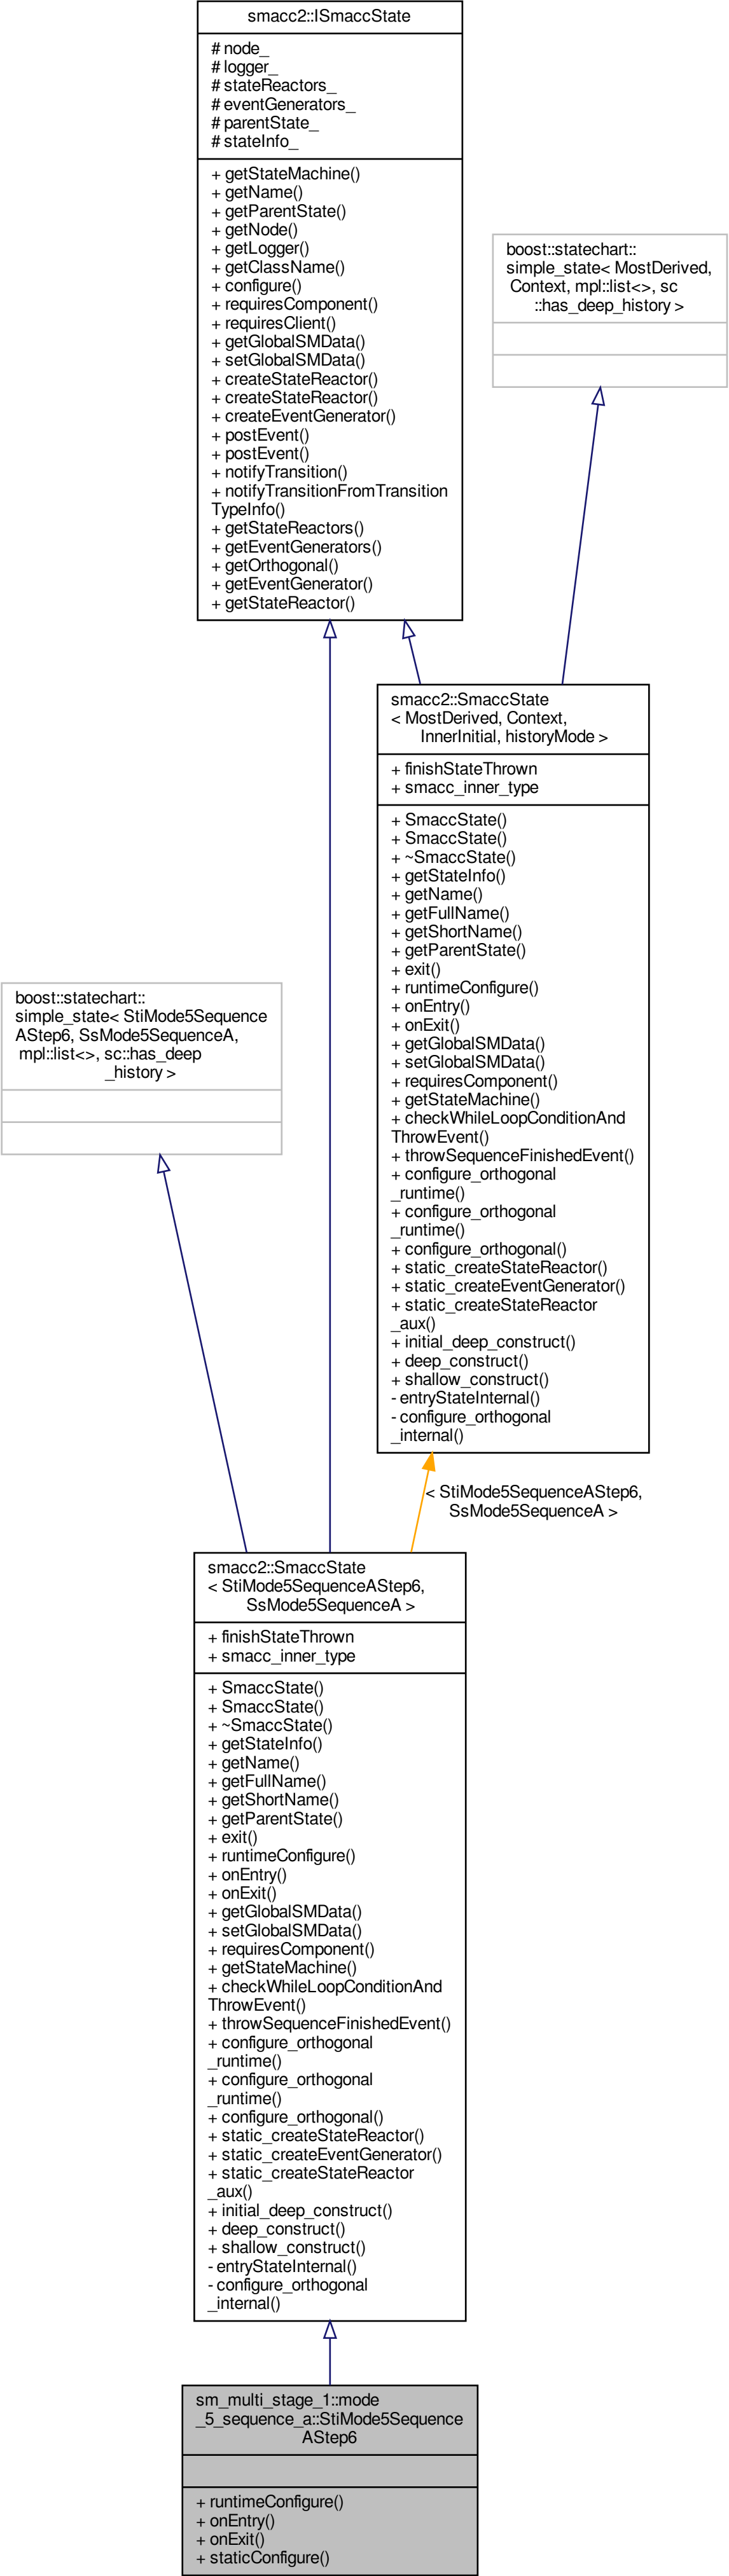 smacc2::ISmaccState
# node_
# logger_
# stateReactors_
# eventGenerators_
# parentState_
# stateInfo_
+ getStateMachine()
+ getName()
+ getParentState()
+ getNode()
+ getLogger()
+ getClassName()
+ configure()
+ requiresComponent()
+ requiresClient()
+ getGlobalSMData()
+ setGlobalSMData()
+ createStateReactor()
+ createStateReactor()
+ createEventGenerator()
+ postEvent()
+ postEvent()
+ notifyTransition()
+ notifyTransitionFromTransition
TypeInfo()
+ getStateReactors()
+ getEventGenerators()
+ getOrthogonal()
+ getEventGenerator()
+ getStateReactor()
boost::statechart::
simple_state< MostDerived,
Context, mpl::list<>, sc
::has_deep_history >
smacc2::SmaccState
< MostDerived, Context,
InnerInitial, historyMode >
+ finishStateThrown
+ smacc_inner_type
+ SmaccState()
+ SmaccState()
+ ~SmaccState()
+ getStateInfo()
+ getName()
+ getFullName()
+ getShortName()
+ getParentState()
+ exit()
+ runtimeConfigure()
+ onEntry()
+ onExit()
+ getGlobalSMData()
+ setGlobalSMData()
+ requiresComponent()
+ getStateMachine()
+ checkWhileLoopConditionAnd
ThrowEvent()
+ throwSequenceFinishedEvent()
+ configure_orthogonal
_runtime()
+ configure_orthogonal
_runtime()
+ configure_orthogonal()
+ static_createStateReactor()
+ static_createEventGenerator()
+ static_createStateReactor
_aux()
+ initial_deep_construct()
+ deep_construct()
+ shallow_construct()
- entryStateInternal()
- configure_orthogonal
_internal()
boost::statechart::
simple_state< StiMode5Sequence
AStep6, SsMode5SequenceA,
mpl::list<>, sc::has_deep
_history >
< StiMode5SequenceAStep6,
SsMode5SequenceA >
smacc2::SmaccState
< StiMode5SequenceAStep6,
SsMode5SequenceA >
+ finishStateThrown
+ smacc_inner_type
+ SmaccState()
+ SmaccState()
+ ~SmaccState()
+ getStateInfo()
+ getName()
+ getFullName()
+ getShortName()
+ getParentState()
+ exit()
+ runtimeConfigure()
+ onEntry()
+ onExit()
+ getGlobalSMData()
+ setGlobalSMData()
+ requiresComponent()
+ getStateMachine()
+ checkWhileLoopConditionAnd
ThrowEvent()
+ throwSequenceFinishedEvent()
+ configure_orthogonal
_runtime()
+ configure_orthogonal
_runtime()
+ configure_orthogonal()
+ static_createStateReactor()
+ static_createEventGenerator()
+ static_createStateReactor
_aux()
+ initial_deep_construct()
+ deep_construct()
+ shallow_construct()
- entryStateInternal()
- configure_orthogonal
_internal()
sm_multi_stage_1::mode
_5_sequence_a::StiMode5Sequence
AStep6
+ runtimeConfigure()
+ onEntry()
+ onExit()
+ staticConfigure()